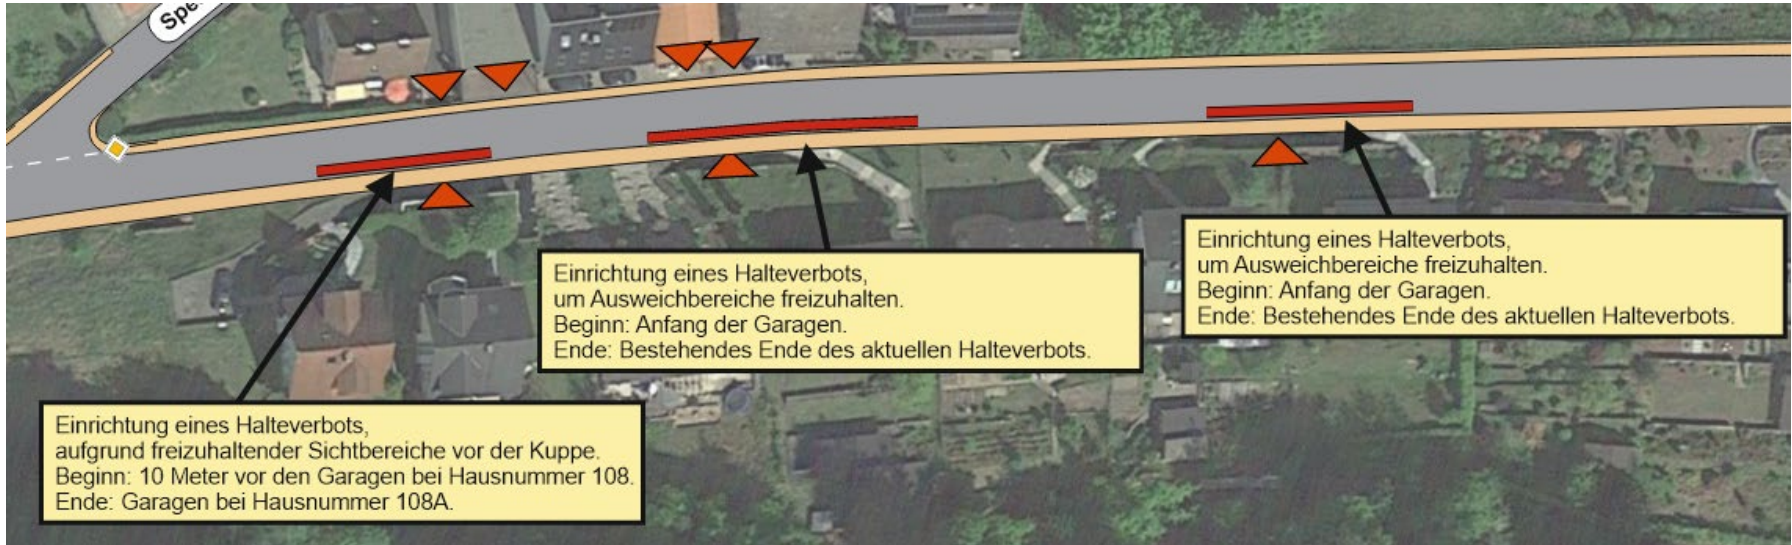 Spe
Einrichtung eines Halteverbots,
um Ausweichbereiche freizuhalten.
Beginn: Anfang der Garagen.
Ende: Bestehendes Ende des aktuellen Halteverbots.
Einrichtung eines Halteverbots,
um Ausweichbereiche freizuhalten.
Beginn: Anfang der Garagen.
Ende: Bestehendes Ende des aktuellen Halteverbots.
Einrichtung eines Halteverbots,
aufgrund freizuhaltender Sichtbereiche vor der Kuppe.
Beginn: 10 Meter vor den Garagen bei Hausnummer 108.
Ende: Garagen bei Hausnummer 108A.